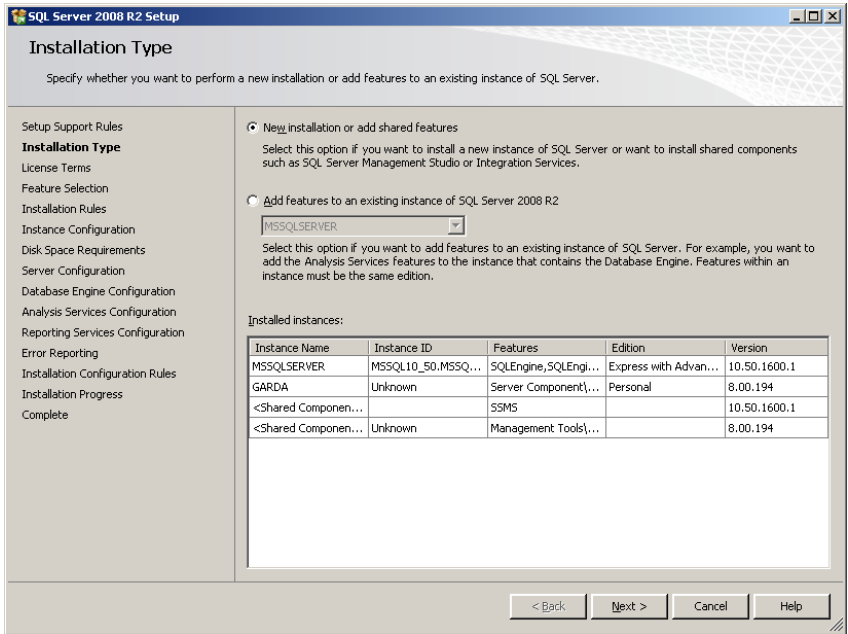 SQL Server 2008 R2 Setup
Installation Type
Specify whether you want to perform a new installation or add features to an existing instance of SQL Server.
Setup Support Rules
Installation Type
License Terms
Feature Selection
Installation Rules
Instance Configuration
Disk Space Requirements
Server Configuration
Database Engine Configuration
Analysis Services Configuration
Reporting Services Configuration
Error Reporting
Installation Configuration Rules
Installation Progress
Complete
New installation or add shared features
Select this option if you want to install a new instance of SQL Server or want to install shared components
such as SQL Server Management Studio or Integration Services.
Add features to an existing instance of SQL Server 2008 R2
MSSQLSERVER
Select this option if you want to add features to an existing instance of SQL Server. For example, you want to
add the Analysis Services features to the instance that contains the Database Engine. Features within an
instance must be the same edition.
Installed instances:
Instance Name Instance ID Features Edition Version
MSSQLSERVER MSSQL10_50.MSSQ... SQLEngine,SQLEngi... Express with Advan... 10.50.1600.1
GARDA Unknown Server Component\... Personal 8.00.194
<Shared Componen... SSMS 10.50.1600.1
<Shared Componen... Unknown Management Tools\... 8.00.194
< Back Next > Cancel Help